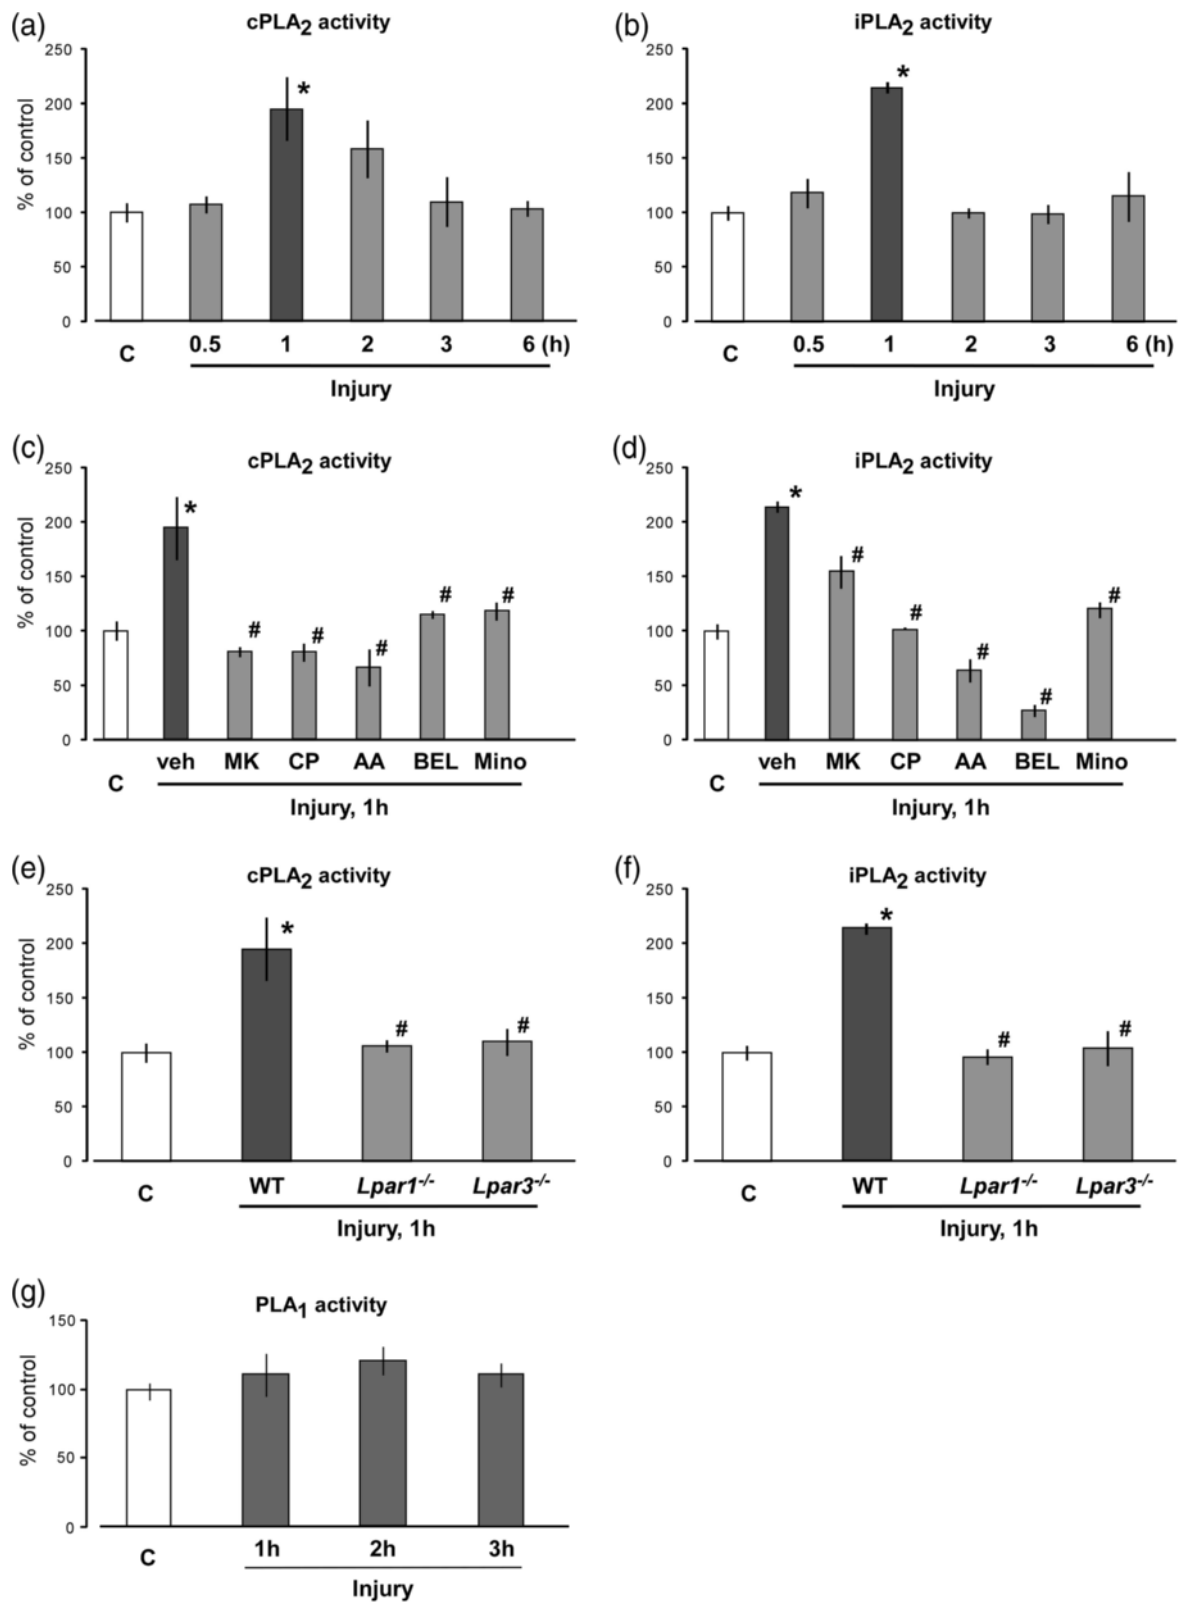 (a)
cPLA2 activity
% of control
250
200
150
100
50
0
*
C
0.5 1 2 3 6 (h)
Injury
(b)
iPLA2 activity
250
200
150
100
50
0
*
C
0.5 1 2 3 6 (h)
Injury
(c)
cPLA2 activity
% of control
250
200
150
100
50
0
* # # # # #
C
veh MK CP AA BEL Mino
Injury, 1h
(d)
iPLA2 activity
250
200
150
100
50
0
* # # # # #
C
veh MK CP AA BEL Mino
Injury, 1h
(e)
cPLA2 activity
% of control
250
200
150
100
50
0
* # #
C
WT Lpar1-/- Lpar3-/-
Injury, 1h
(f)
iPLA2 activity
250
200
150
100
50
0
* # #
C
WT Lpar1-/- Lpar3-/-
Injury, 1h
(g)
PLA1 activity
% of control
150
100
50
0
C
1h 2h 3h
Injury